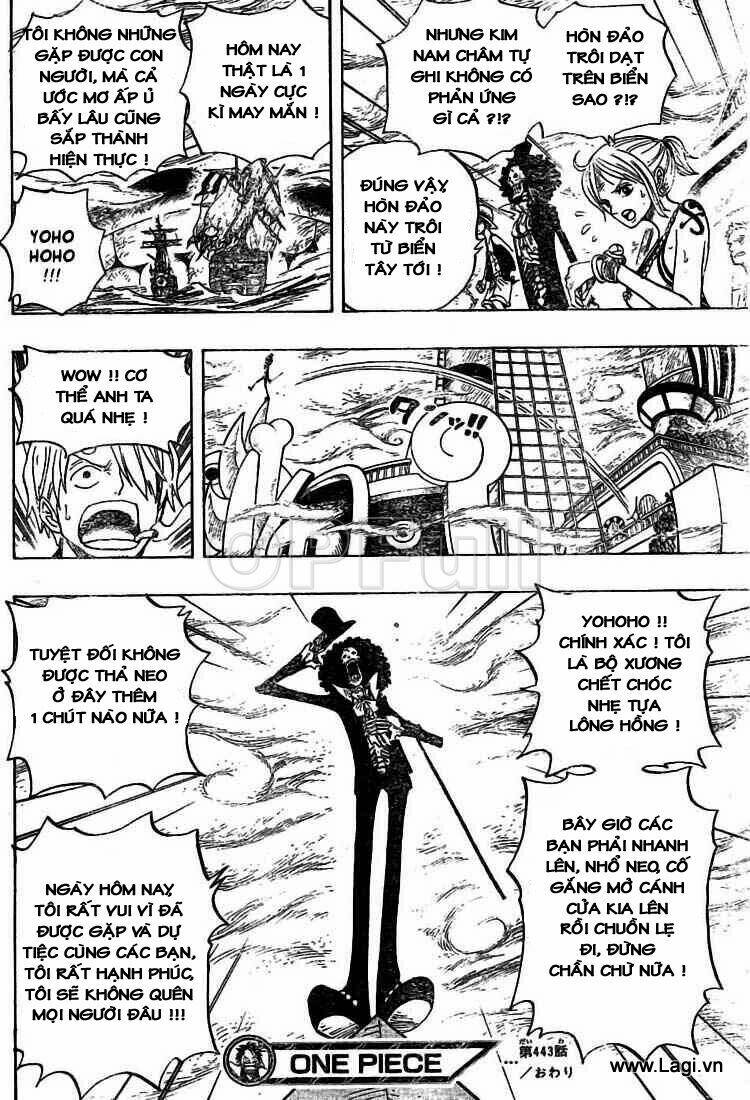 HÒN ĐẢO
TRÔI DẠT
TRÊN BIỂN
SAO ?!?
NHƯNG KIM
NAM CHÂM TỰ
GHI KHÔNG CÓ
PHẢN ỨNG
GÌ CẢ ?!?
ĐÚNG VẬY,
HÒN ĐẢO
NÀY TRÔI
TỪ BIỂN
TÂY TỚI !
HÔM NAY
THẬT LÀ 1
NGÀY CỰC
KÌ MAY MẮN !
TÔI KHÔNG NHỮNG
GẶP ĐƯỢC CON
NGƯỜI, MÀ CẢ
ƯỚC MƠ ẤP Ủ
BẤY LÂU CŨNG
SẮP THÀNH
HIỆN THỰC !
YOHO
HOHO
!!!
WOW !! CƠ
THỂ ANH TA
QUÁ NHẸ !
OPFull
YOHOHO !!
CHÍNH XÁC ! TÔI
LÀ BỘ XƯƠNG
CHẾT CHÓC
NHẸ TỰA
LÔNG HỒNG !
TUYỆT ĐỐI KHÔNG
ĐƯỢC THẢ NEO
Ở ĐÂY THÊM
1 CHÚT NÀO NỮA !
BÂY GIỜ CÁC
BẠN PHẢI NHANH
LÊN, NHỔ NEO, CỐ
GẮNG MỞ CÁNH
CỬA KIA LÊN
RỒI CHUỒN LẸ
ĐI, ĐỪNG
CHẦN CHỪ NỮA !
NGÀY HÔM NAY,
TÔI RẤT VUI VÌ ĐÃ
ĐƯỢC GẶP VÀ DỰ
TIỆC CÙNG CÁC BẠN,
TÔI RẤT HẠNH PHÚC,
TÔI SẼ KHÔNG QUÊN
MỌI NGƯỜI ĐÂU !!!
ONE PIECE
...第443話
/おわり
www.Lagi.vn